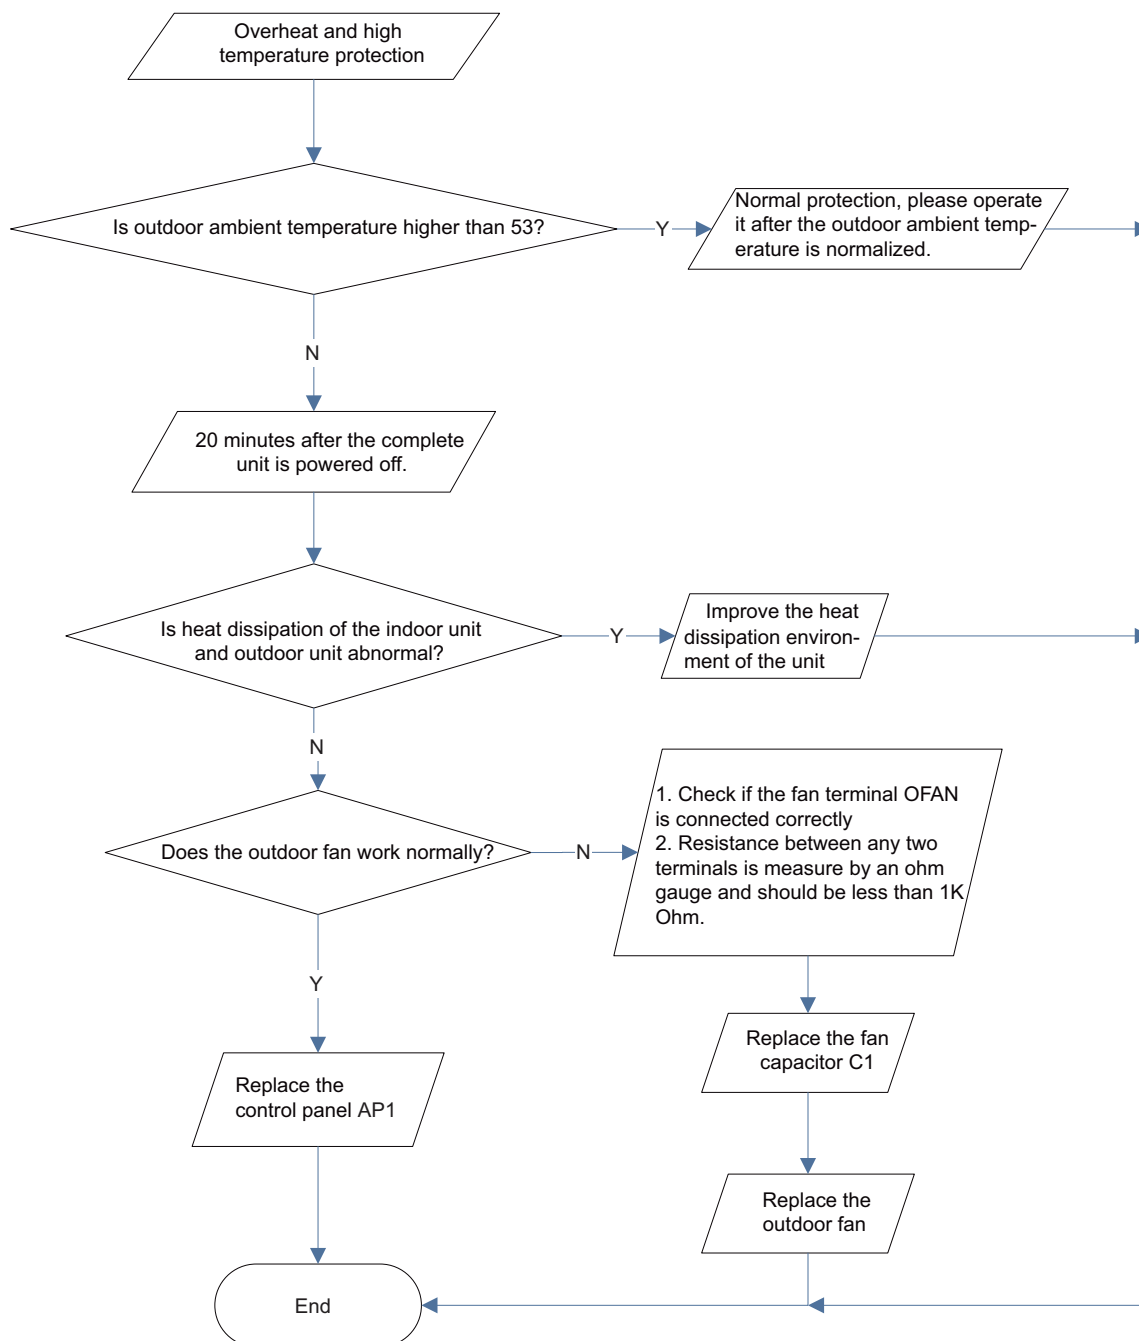 Overheat and high
temperature protection
Is outdoor ambient temperature higher than 53?
Y
Normal protection, please operate
it after the outdoor ambient temp-
erature is normalized.
N
20 minutes after the complete
unit is powered off.
Is heat dissipation of the indoor unit
and outdoor unit abnormal?
Y
Improve the heat
dissipation environ-
ment of the unit
N
Does the outdoor fan work normally?
N
1. Check if the fan terminal OFAN
is connected correctly
2. Resistance between any two
terminals is measure by an ohm
gauge and should be less than 1K
Ohm.
Y
Replace the fan
capacitor C1
Replace the
control panel AP1
Replace the
outdoor fan
End